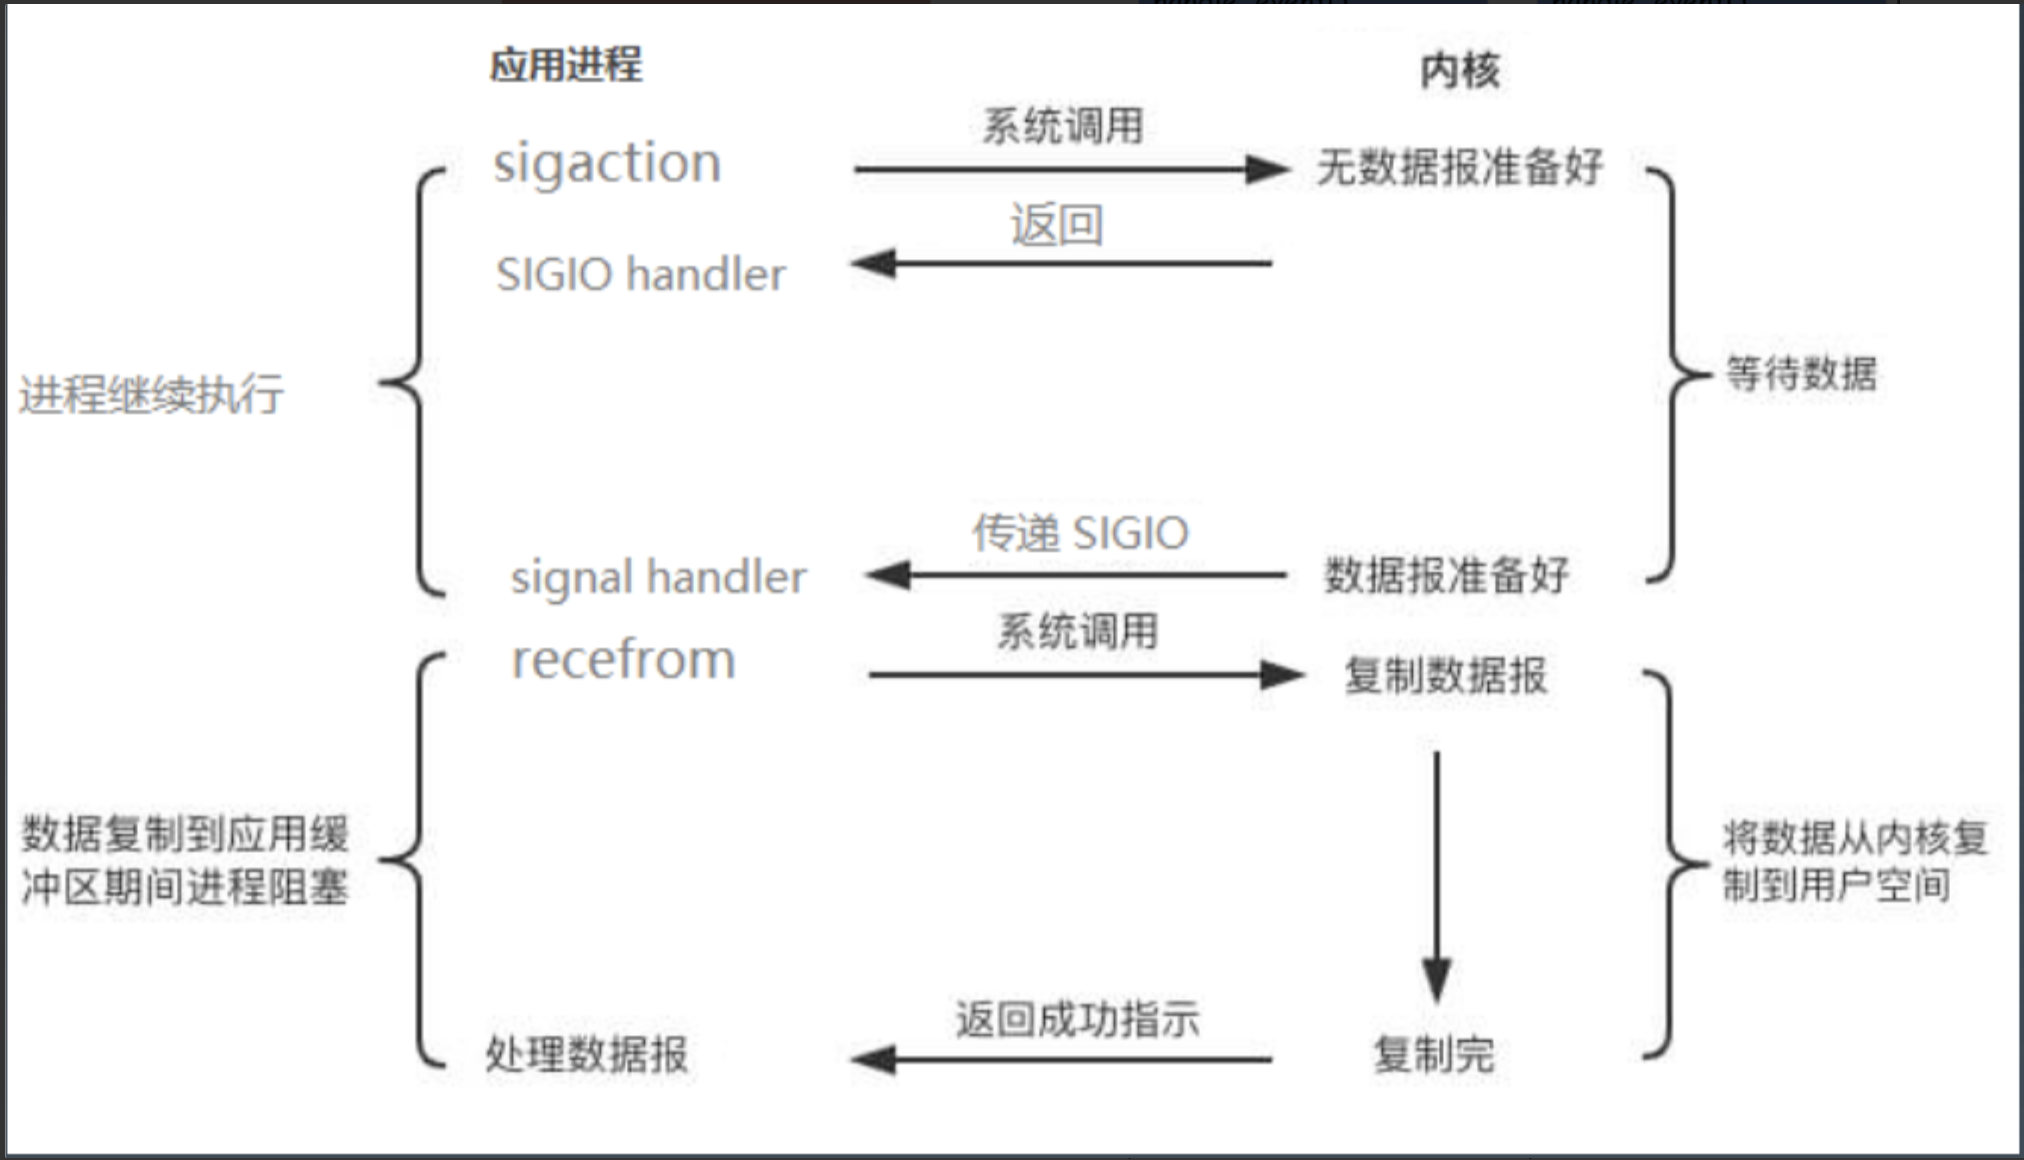 应用进程
内核
sigaction
系统调用
无数据报准备好
返回
SIGIO handler
进程继续执行
等待数据
传递 SIGIO
signal handler
数据报准备好
系统调用
recefrom
复制数据报
数据复制到应用缓
冲区期间进程阻塞
将数据从内核复
制到用户空间
返回成功指示
处理数据报
复制完